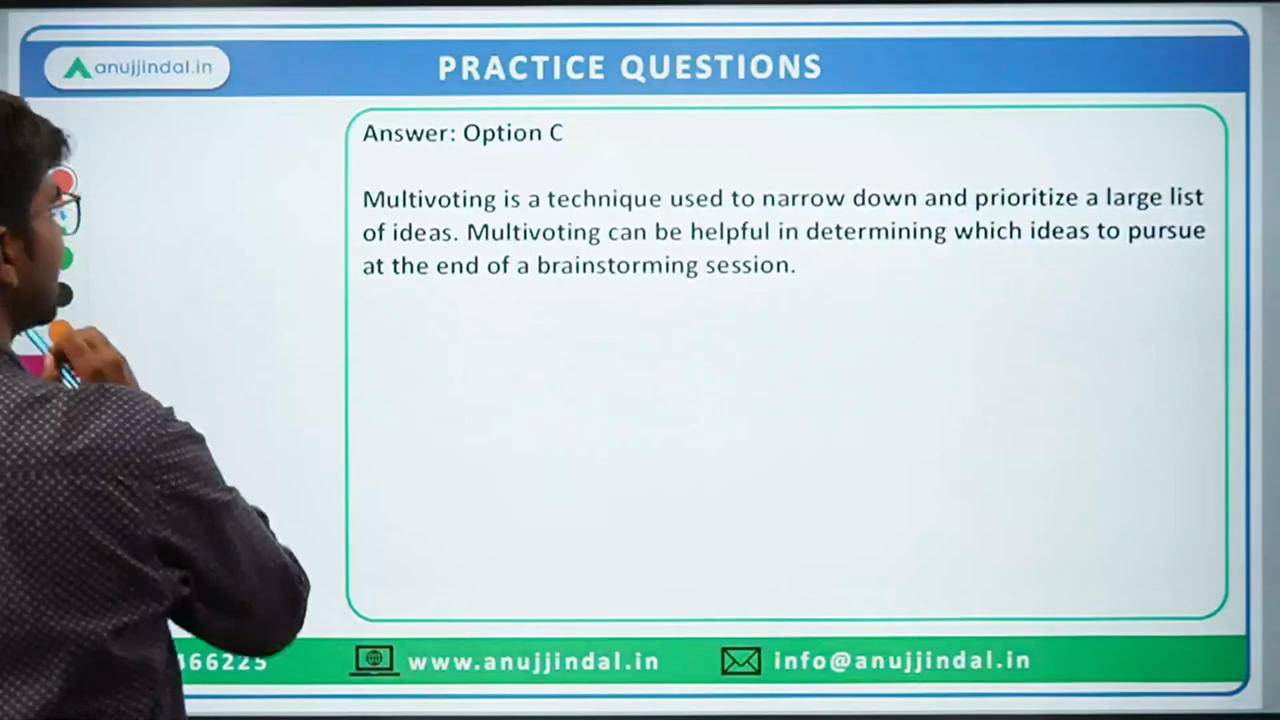 anujjindal.in
PRACTICE QUESTIONS
Answer: Option C
Multivoting is a technique used to narrow down and prioritize a large list
of ideas. Multivoting can be helpful in determining which ideas to pursue
at the end of a brainstorming session.
466225
www.anujjindal.in
info@anujjindal.in